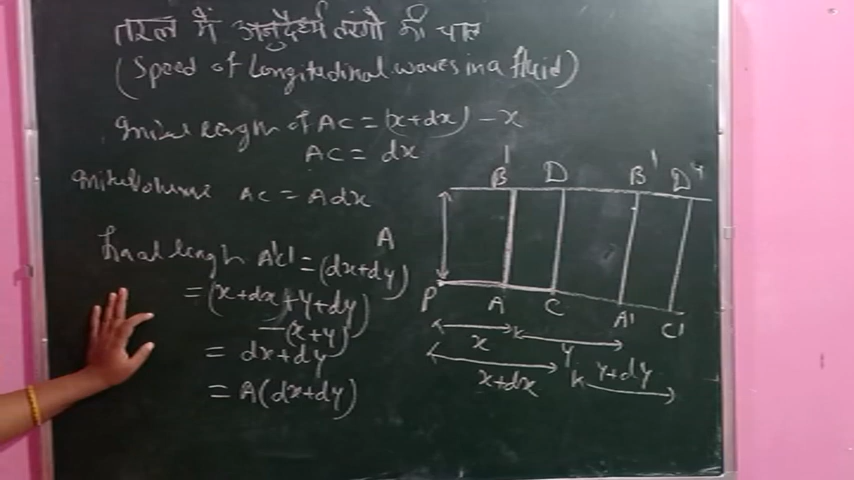 तरल में अनुदैर्ध्य तरंगों की चाल
(Speed of Longitudinal waves in a fluid)
Initial length of AC = (x+dx) - x
AC = dx
Initial volume AC = Adx
A
Final length A'C' = (dx+dy)
= (x+dx)+y+dy)
-(x+y)
= dx+dy
= A(dx+dy)
B' D B' D'
P A C A' C'
x y
x+dx y+dy